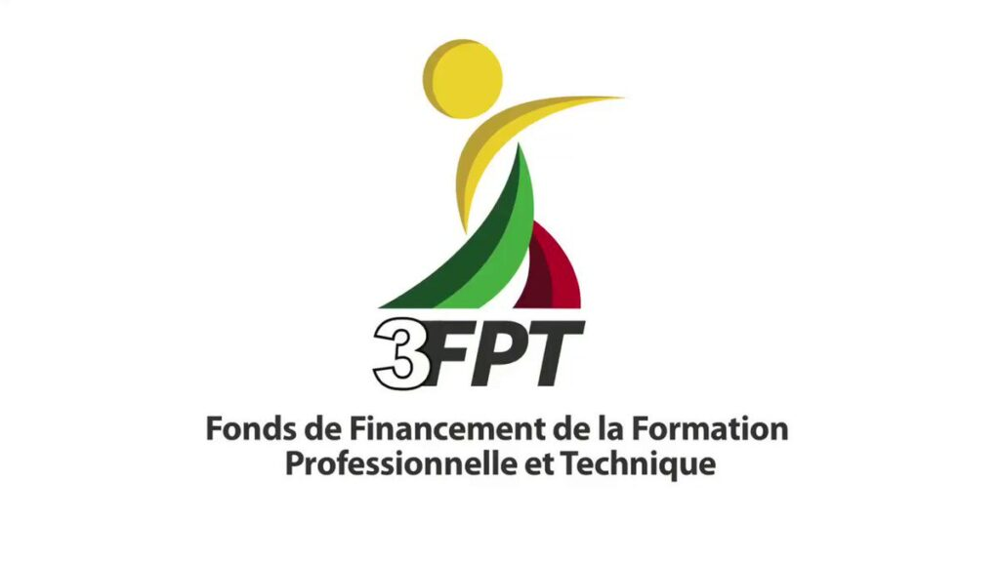 3FPT
Fonds de Financement de la Formation
Professionnelle et Technique